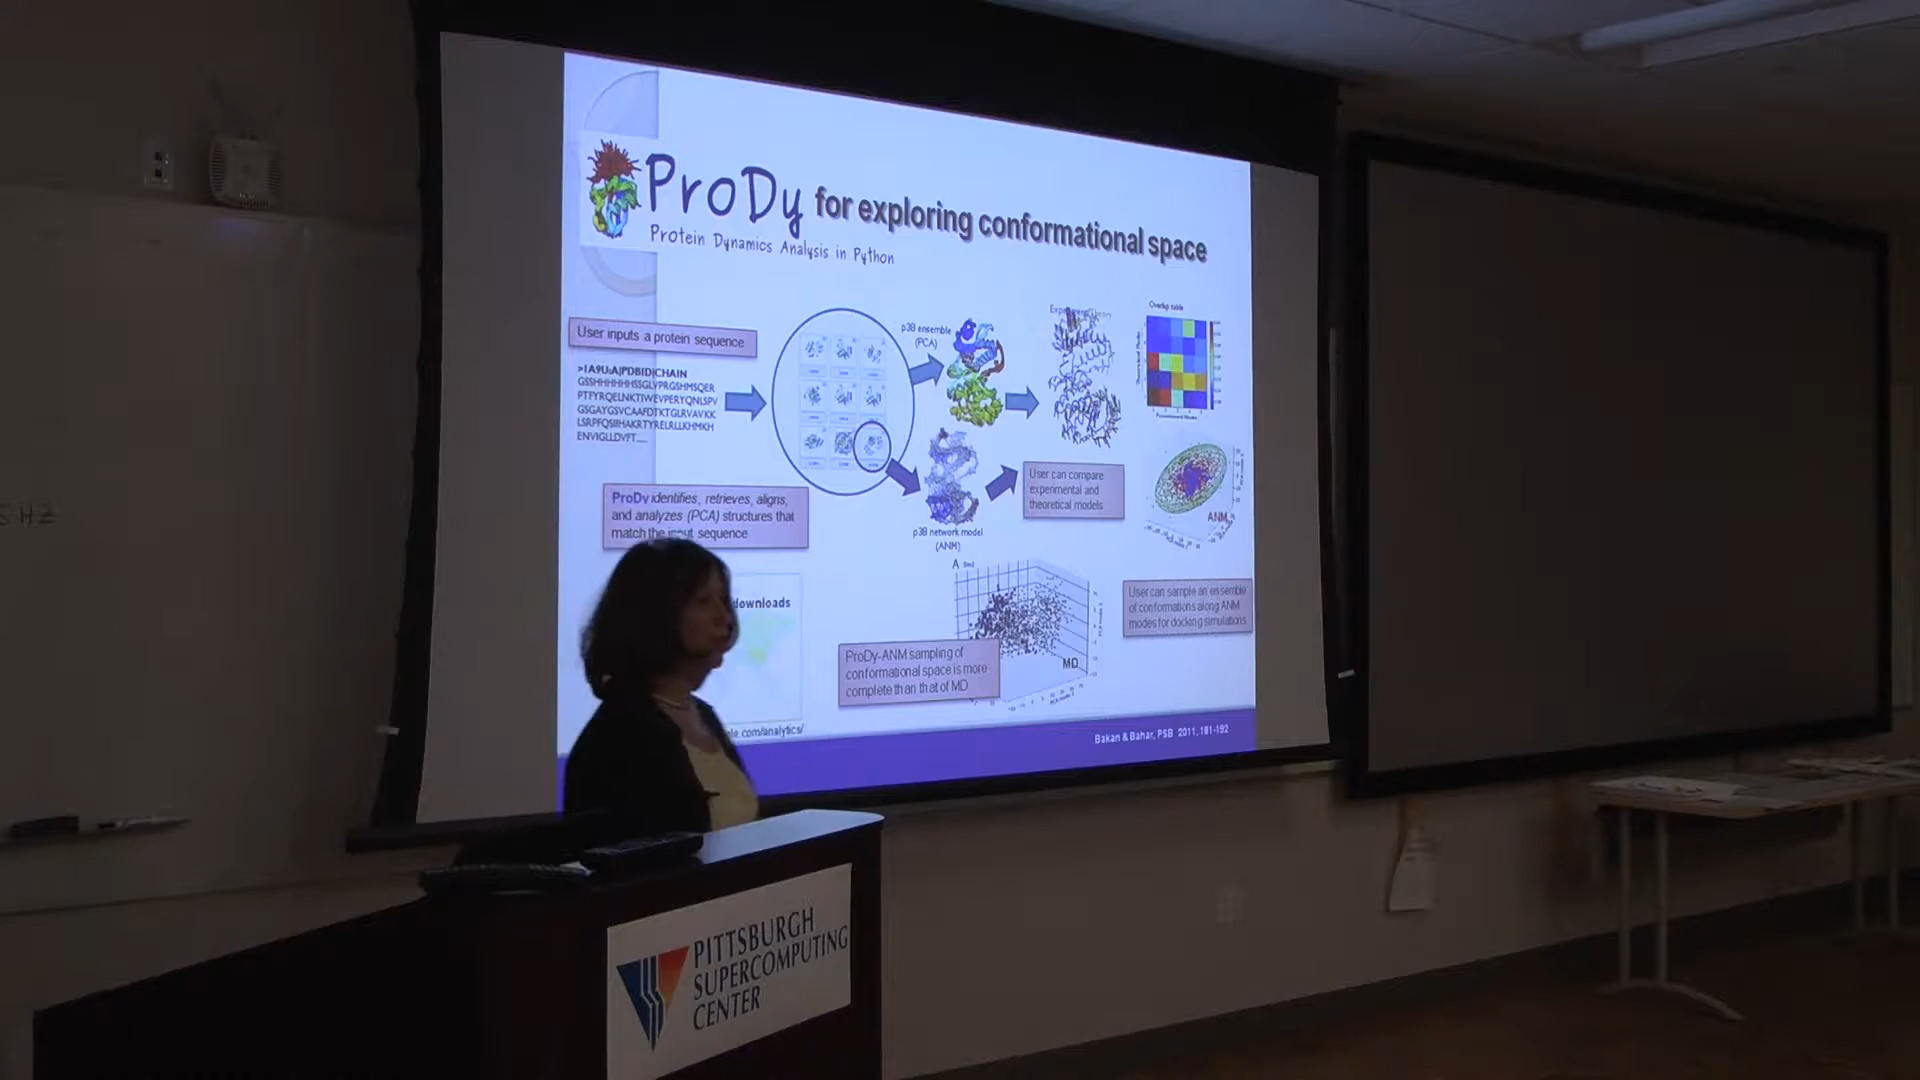 ProDy for exploring conformational space
Protein Dynamics Analysis in Python
User inputs a protein sequence
>1A9U:A|PDBID|CHAIN
GSSHHHHHHSSGLVPRGSHMSQER
PTFYRQELNKTIWEVPERYQNLSPV
GSGAYGSVCAAFDTKTGLRVAVKK
LSRPFQSIIHAKRTYRELRLLKHMKH
ENVIGLLDVFT....
ProDy identifies, retrieves, aligns,
and analyzes (PCA) structures that
match the input sequence
p38 ensemble
(PCA)
p38 network model
(ANM)
Overlap table
User can compare
experimental and
theoretical models
ANM
User can sample an ensemble
of conformations along ANM
modes for docking simulations
A
MD
ProDy-ANM sampling of
conformational space is more
complete than that of MD
downloads
.com/analytics/
Bakan & Bahar, PSB 2011, 181-192
PITTSBURGH
SUPERCOMPUTING
CENTER